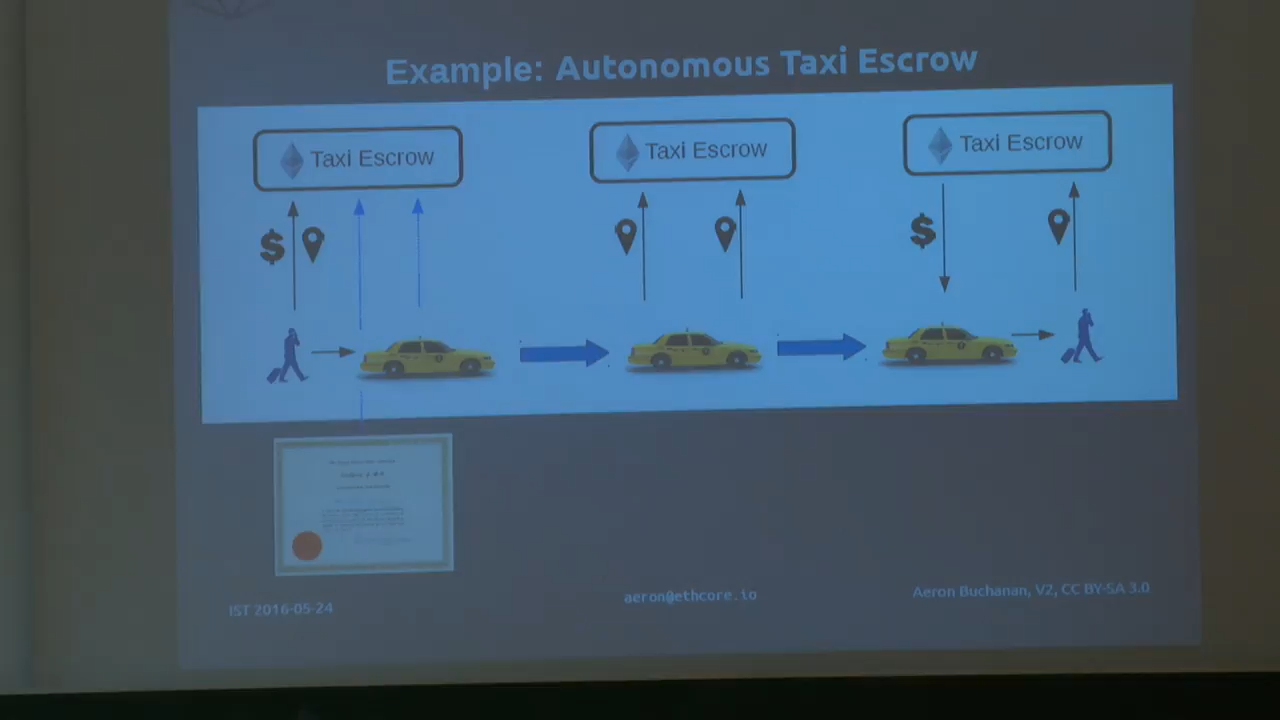 Example: Autonomous Taxi Escrow
Taxi Escrow
Taxi Escrow
Taxi Escrow
$
$
IST 2016-05-24
aeron@ethcore.io
Aeron Buchanan, V2, CC BY-SA 3.0